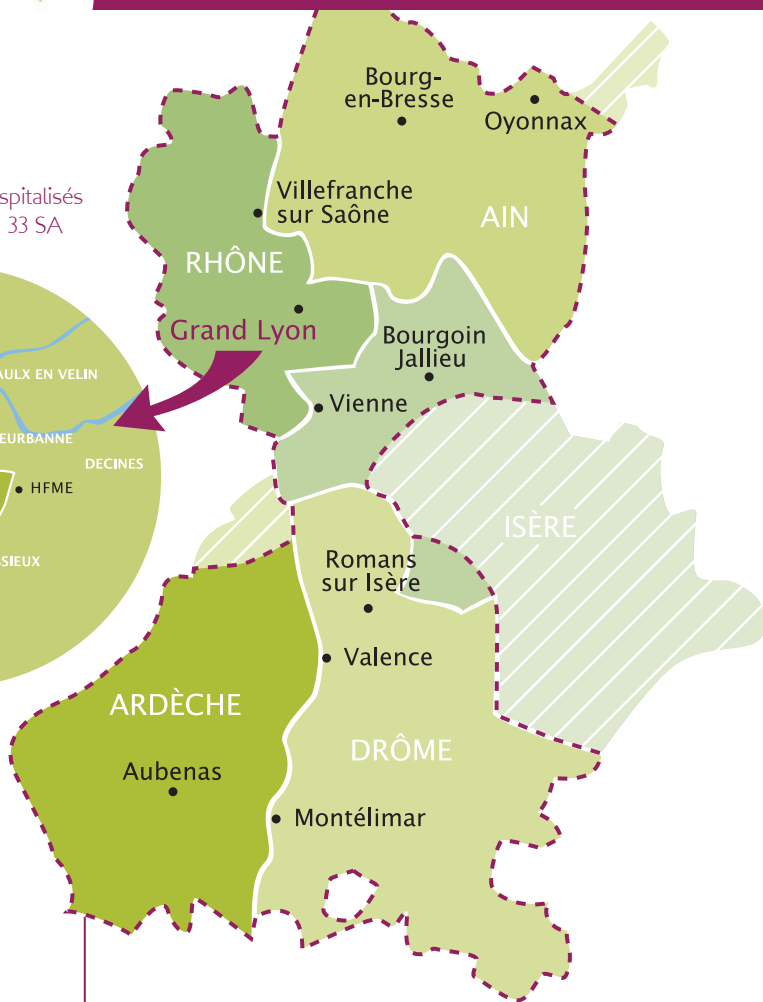 Bourg-
en-Bresse
Oyonnax
spitalisés
33 SA
Villefranche
sur Saône
AIN
RHÔNE
Grand Lyon
Bourgoin
Jallieu
Vienne
AULX EN VELIN
EURBANNE
DECINES
HFME
SSIEUX
ISÈRE
Romans
sur Isère
Valence
ARDÈCHE
DRÔME
Aubenas
Montélimar